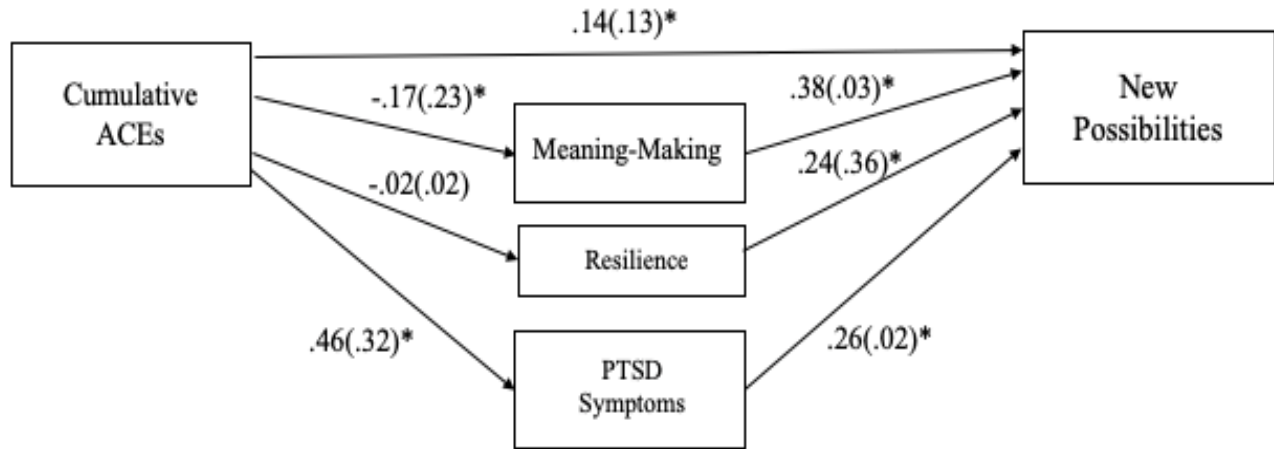 .14(.13)*
Cumulative
ACEs
New
Possibilities
-.17(.23)*
.38(.03)*
Meaning-Making
.24(.36)*
-.02(.02)
Resilience
.46(.32)*
.26(.02)*
PTSD
Symptoms